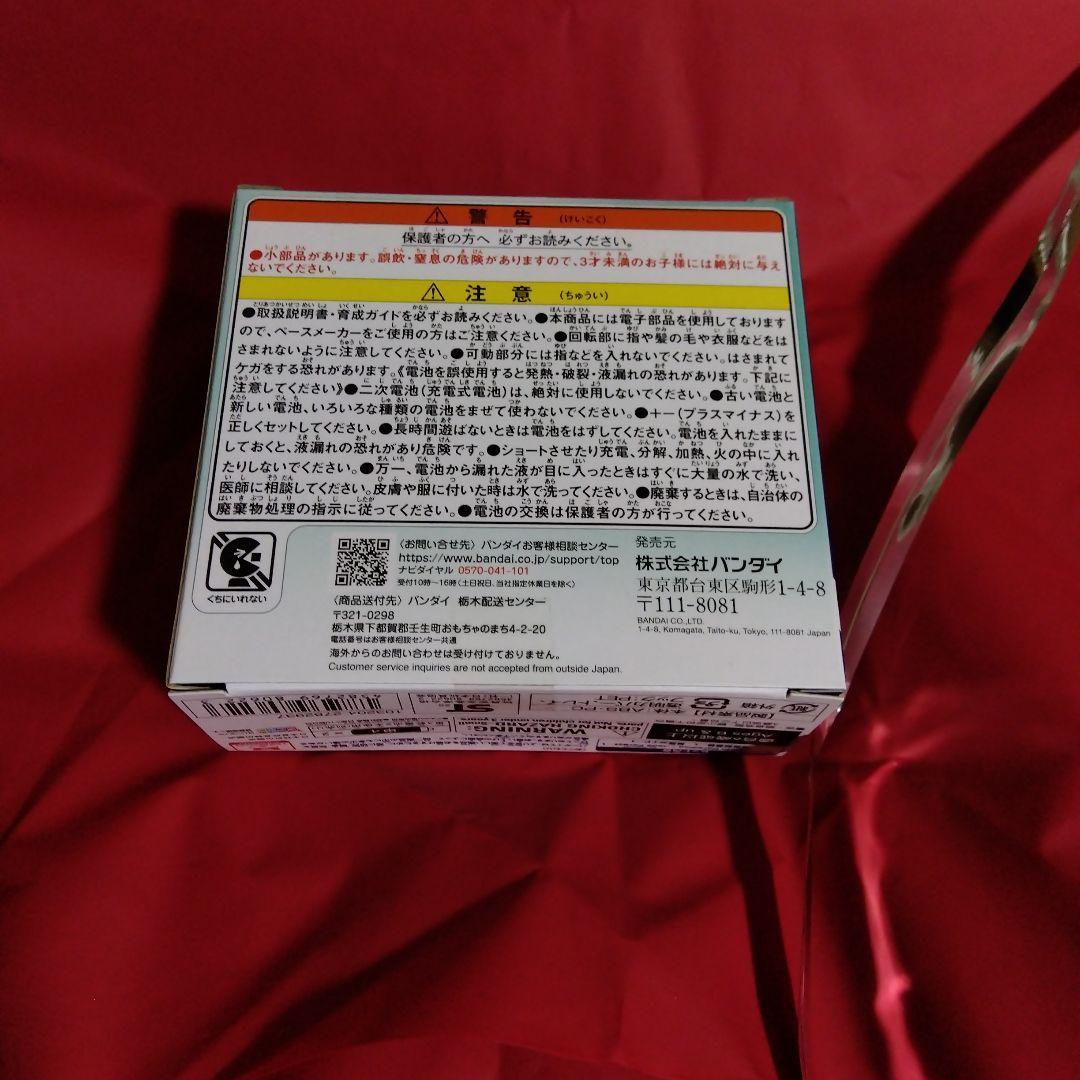 警告 (けいこく)
保護者の方へ 必ずお読みください。
●小部品があります。誤飲・窒息の危険がありますので、3才未満のお子様には絶対に与え
ないでください。
注意 (ちゅうい)
●取扱説明書・育成ガイドを必ずお読みください。●本商品には電子部品を使用しております
ので、ペースメーカーをご使用の方はご注意ください。●回転部に指や髪の毛や衣服などをは
さまれないように注意してください。●可動部分には指などを入れないでください。はさまれて
ケガをする恐れがあります。《電池を誤使用すると発熱・破裂・液漏れの恐れがあります。下記に
注意してください》●二次電池(充電式電池)は、絶対に使用しないでください。●古い電池と
新しい電池、いろいろな種類の電池をまぜて使わないでください。●+-(プラスマイナス)を
正しくセットしてください。●長時間遊ばないときは電池をはずしてください。電池を入れたままに
しておくと、液漏れの恐れがあり危険です。●ショートさせたり充電、分解、加熱、火の中に入れ
たりしないでください。●万一、電池から漏れた液が目に入ったときはすぐに大量の水で洗い、
医師に相談してください。皮膚や服に付いた時は水で洗ってください。●廃棄するときは、自治体の
廃棄物処理の指示に従ってください。●電池の交換は保護者の方が行ってください。
くちにいれない
〈お問い合せ先〉バンダイお客様相談センター
https://www.bandai.co.jp/support/top
ナビダイヤル 0570-041-101
受付10時~16時(土日祝日、当社指定休業日を除く)
〈商品送付先〉バンダイ 栃木配送センター
〒321-0298
栃木県下都賀郡壬生町おもちゃのまち4-2-20
電話番号はお客様相談センター共通
海外からのお問い合わせは受け付けておりません。
Customer service inquiries are not accepted from outside Japan.
発売元
株式会社バンダイ
東京都台東区駒形1-4-8
〒111-8081
BANDAI CO.,LTD.
1-4-8, Komagata, Taito-ku, Tokyo, 111-8081 Japan
ST
WARNING
CHOKING HAZARD
Ages 6 & up